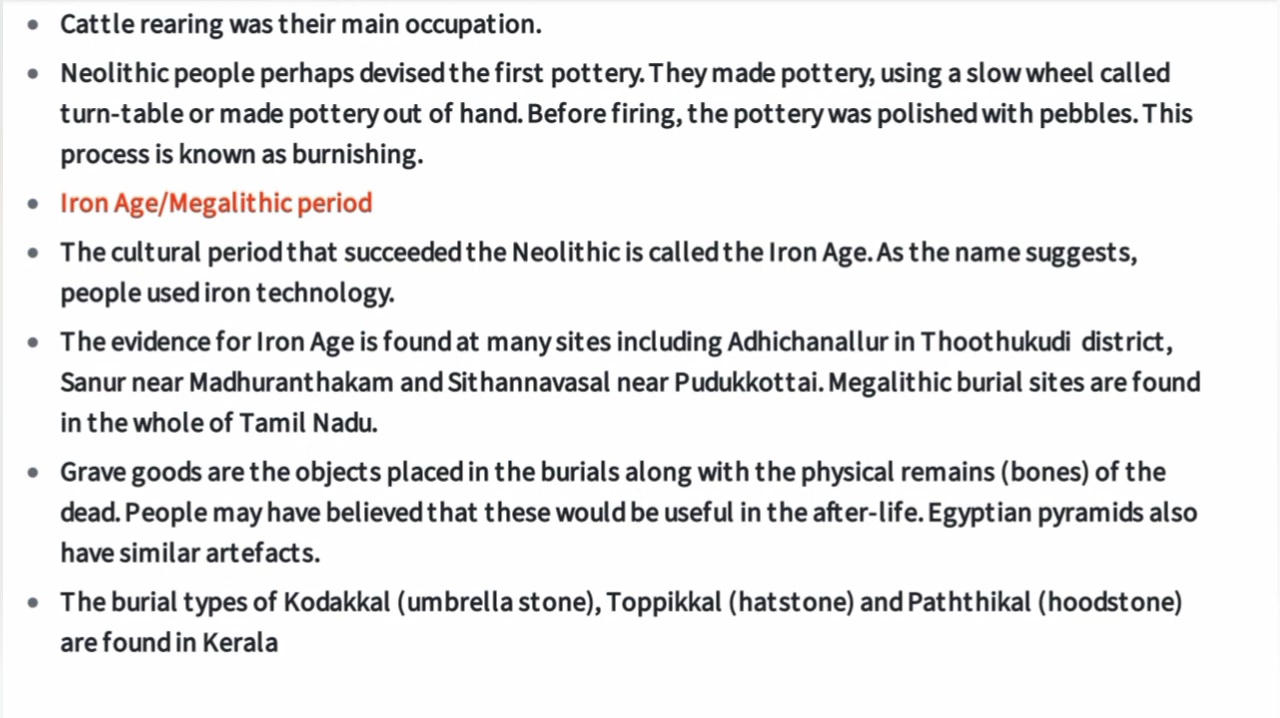 • Cattle rearing was their main occupation.
• Neolithic people perhaps devised the first pottery. They made pottery, using a slow wheel called
turn-table or made pottery out of hand. Before firing, the pottery was polished with pebbles. This
process is known as burnishing.
• Iron Age/Megalithic period
• The cultural period that succeeded the Neolithic is called the Iron Age. As the name suggests,
people used iron technology.
• The evidence for Iron Age is found at many sites including Adhichanallur in Thoothukudi district,
Sanur near Madhuranthakam and Sithannavasal near Pudukkottai. Megalithic burial sites are found
in the whole of Tamil Nadu.
• Grave goods are the objects placed in the burials along with the physical remains (bones) of the
dead. People may have believed that these would be useful in the after-life. Egyptian pyramids also
have similar artefacts.
• The burial types of Kodakkal (umbrella stone), Toppikkal (hatstone) and Paththikal (hoodstone)
are found in Kerala